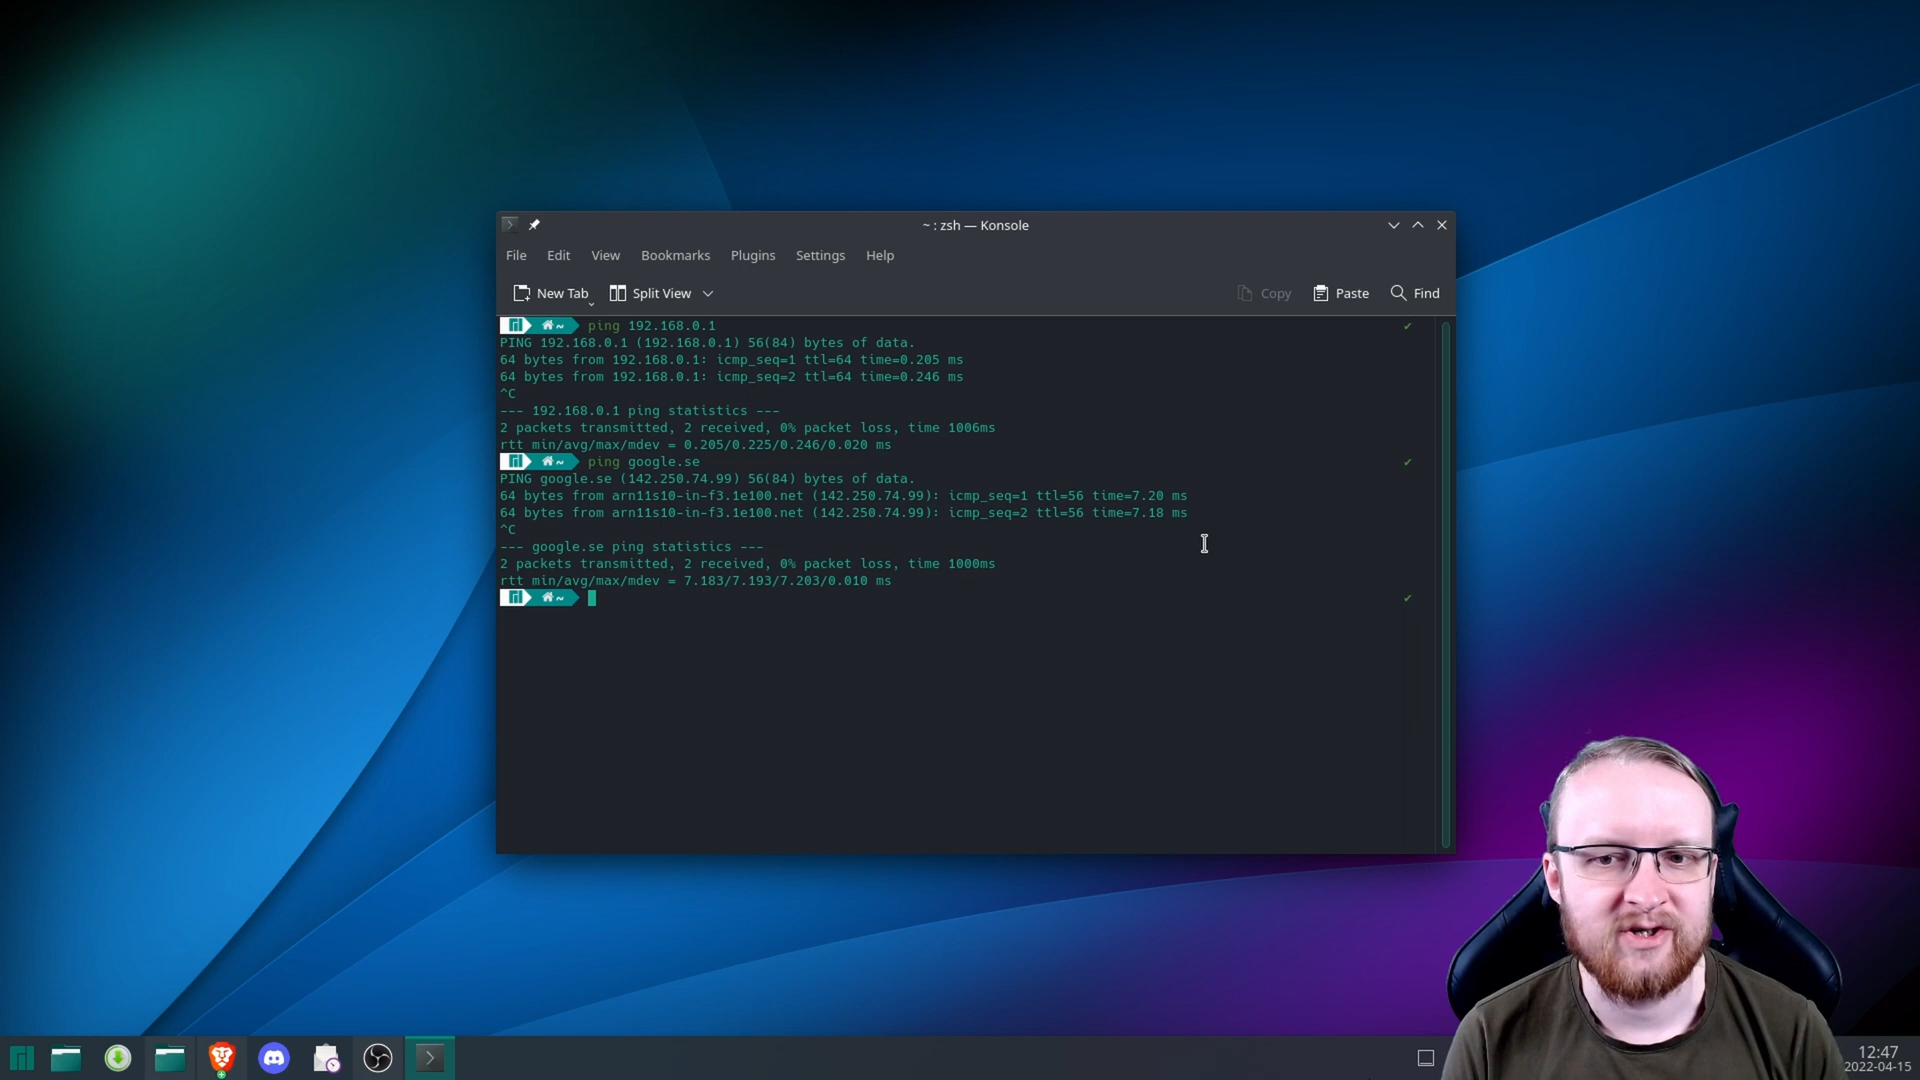 ~ : zsh — Konsole
File Edit View Bookmarks Plugins Settings Help
New Tab Split View Copy Paste Find
~ ping 192.168.0.1 ✔
PING 192.168.0.1 (192.168.0.1) 56(84) bytes of data.
64 bytes from 192.168.0.1: icmp_seq=1 ttl=64 time=0.205 ms
64 bytes from 192.168.0.1: icmp_seq=2 ttl=64 time=0.246 ms
^C
--- 192.168.0.1 ping statistics ---
2 packets transmitted, 2 received, 0% packet loss, time 1006ms
rtt min/avg/max/mdev = 0.205/0.225/0.246/0.020 ms
~ ping google.se ✔
PING google.se (142.250.74.99) 56(84) bytes of data.
64 bytes from arn11s10-in-f3.1e100.net (142.250.74.99): icmp_seq=1 ttl=56 time=7.20 ms
64 bytes from arn11s10-in-f3.1e100.net (142.250.74.99): icmp_seq=2 ttl=56 time=7.18 ms
^C
--- google.se ping statistics ---
2 packets transmitted, 2 received, 0% packet loss, time 1000ms
rtt min/avg/max/mdev = 7.183/7.193/7.203/0.010 ms
~ ✔
12:47
2022-04-15